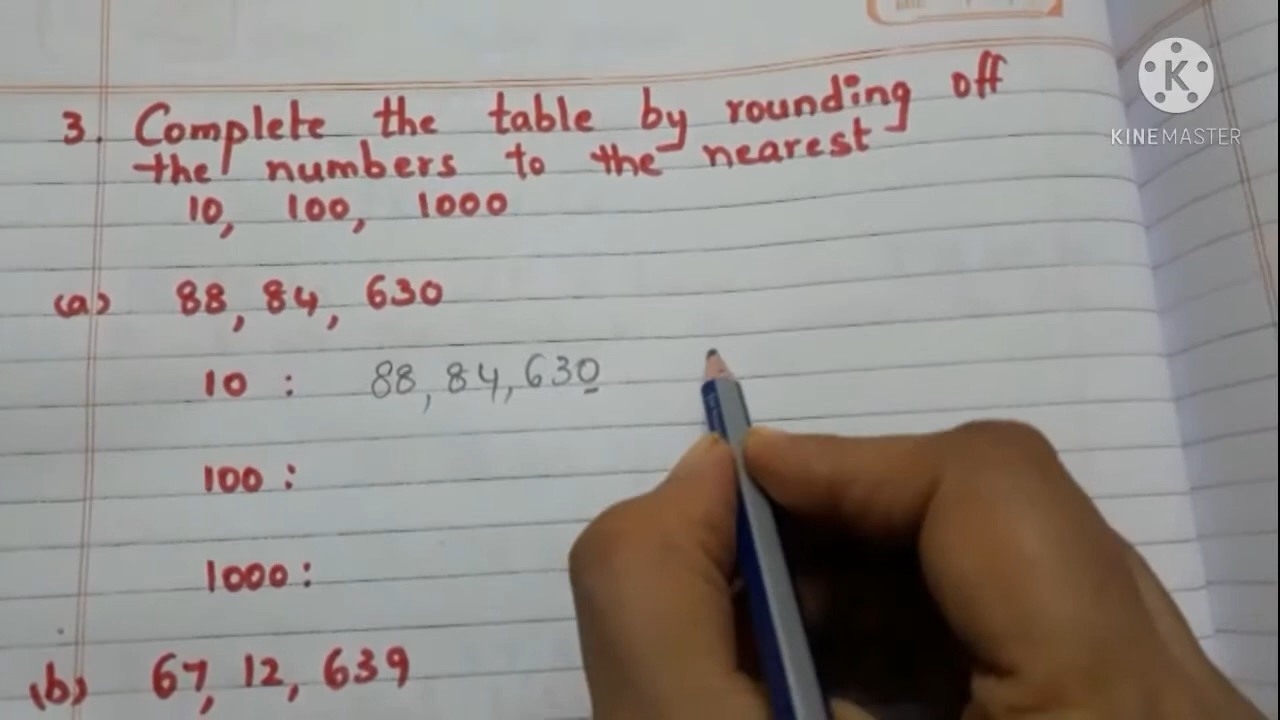 KINEMASTER
3. Complete the table by rounding off
the numbers to the nearest
10, 100, 1000
(a) 88, 84, 630
10 : 88, 84, 630
100 :
1000 :
(b) 67, 12, 639